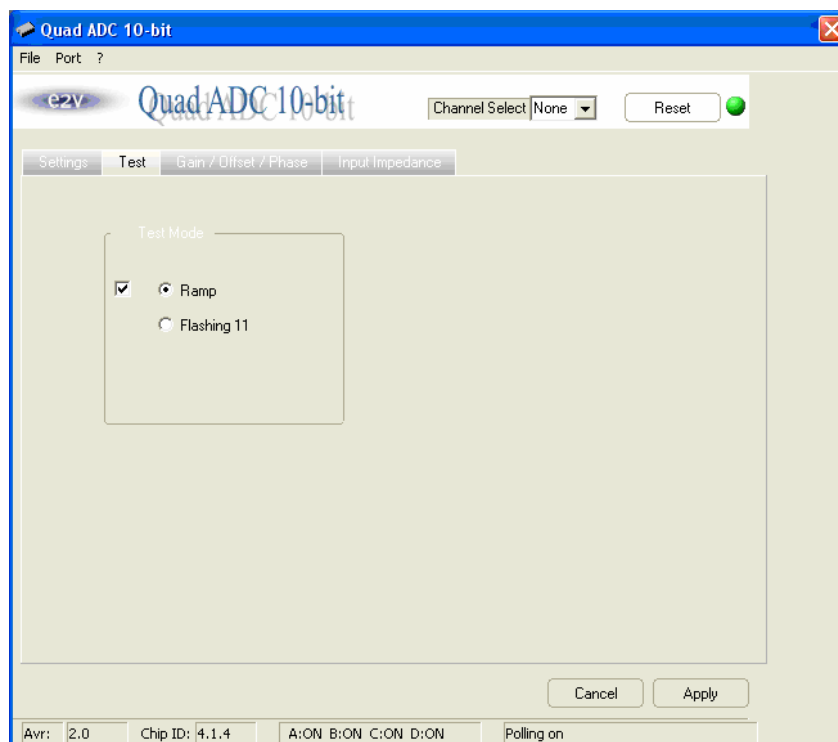 Quad ADC 10-bit
File Port ?
e2v Quad ADC 10-bit Channel Select None Reset
Settings Test Gain / Offset / Phase Input Impedance
Test Mode
Ramp
Flashing 11
Cancel Apply
Avr: 2.0 Chip ID: 4.1.4 A:ON B:ON C:ON D:ON Polling on